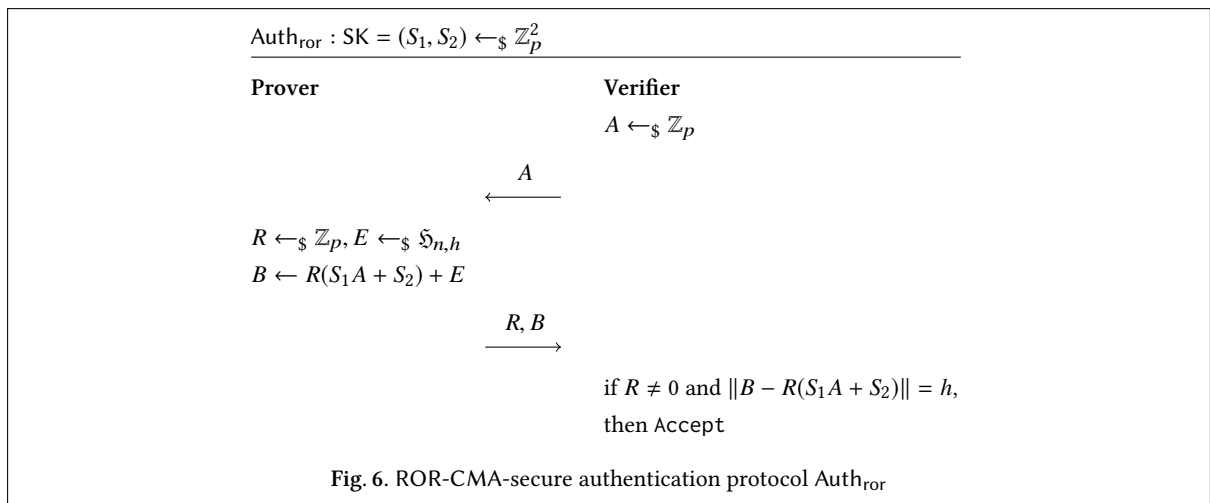 Auth_ror : SK = (S_1, S_2) ←_$ ℤ_p^2
Prover Verifier
A ←_$ ℤ_p
A
R ←_$ ℤ_p, E ←_$ ℌ_{n,h}
B ← R(S_1A + S_2) + E
R, B
if R ≠ 0 and ∥B − R(S_1A + S_2)∥ = h,
then Accept
Fig. 6. ROR-CMA-secure authentication protocol Auth_ror